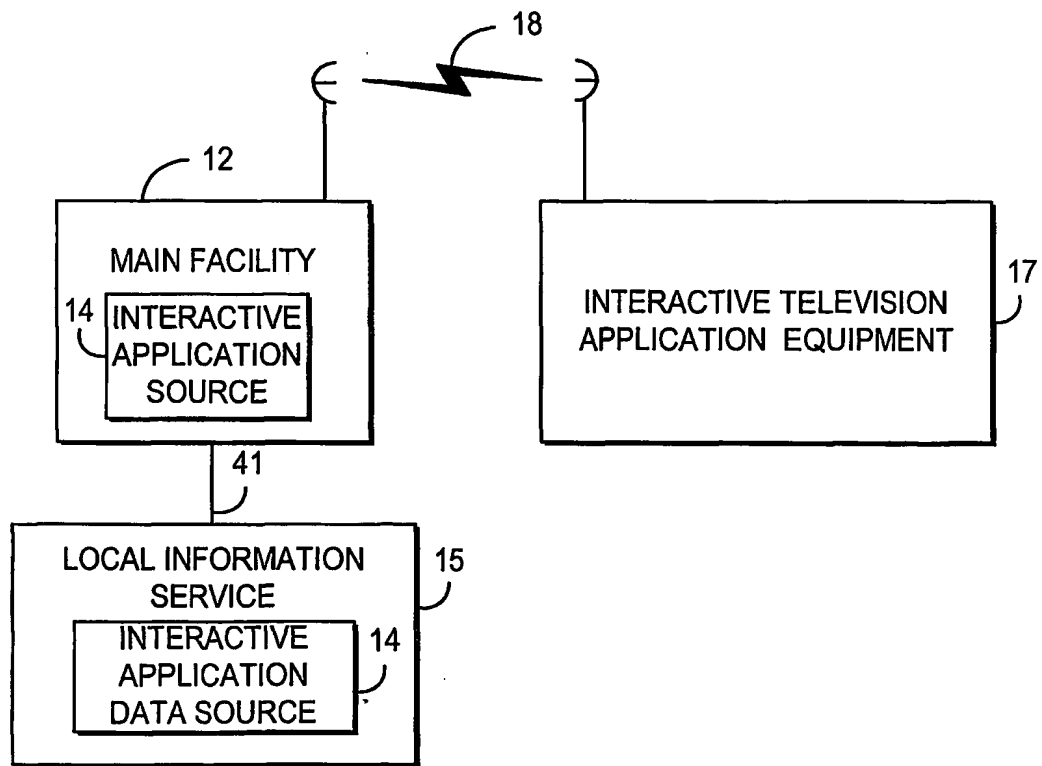 18
12
MAIN FACILITY
14
INTERACTIVE
APPLICATION
SOURCE
INTERACTIVE TELEVISION
APPLICATION EQUIPMENT
17
41
LOCAL INFORMATION
SERVICE
15
INTERACTIVE
APPLICATION
DATA SOURCE
14